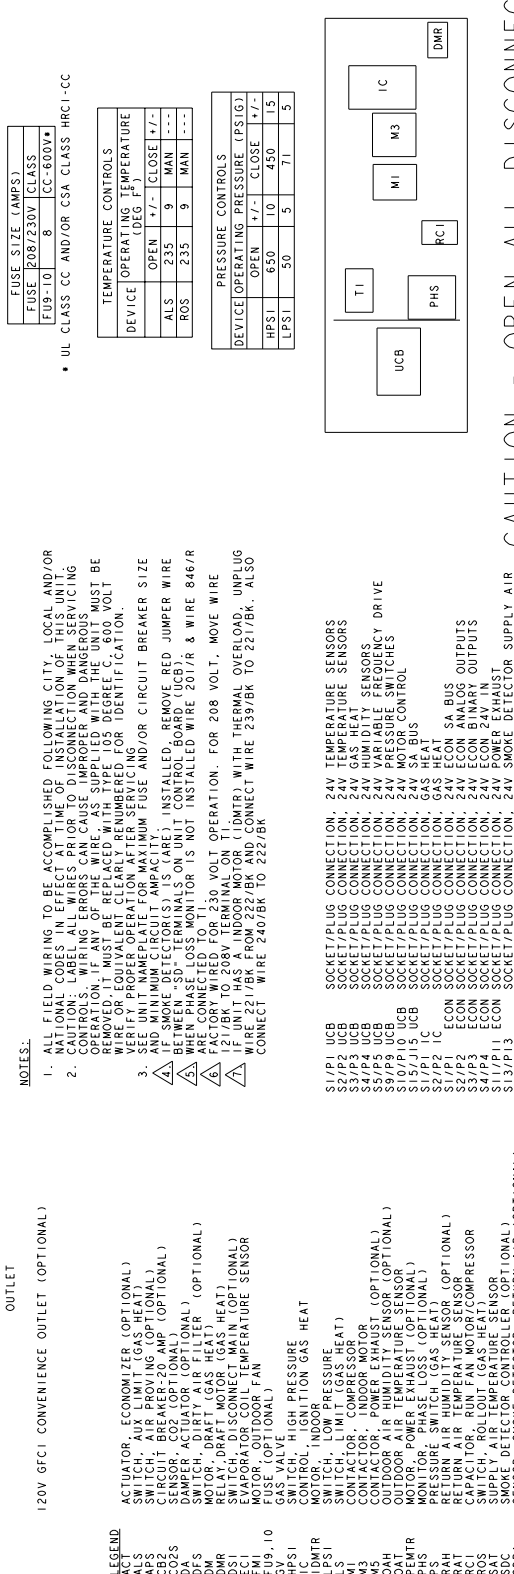 OUTLET
120V GFCI CONVENIENCE OUTLET (OPTIONAL)
LEGEND
ACT ACTUATOR, ECONOMIZER (OPTIONAL)
ALS SWITCH, AUX LIMIT (GAS HEAT)
APS SWITCH, AIR PROVING (OPTIONAL)
CB2 CIRCUIT BREAKER-20 AMP (OPTIONAL)
CO2S SENSOR, CO2 (OPTIONAL)
DA DAMPER ACTUATOR (OPTIONAL)
DFS SWITCH, DIRTY AIR FILTER (OPTIONAL)
DM MOTOR, DRAFT (GAS HEAT)
DMR RELAY, DRAFT MOTOR (GAS HEAT)
DS1 SWITCH, DISCONNECT MAIN (OPTIONAL)
ECT EVAPORATOR COIL TEMPERATURE SENSOR
FM1 MOTOR, OUTDOOR FAN
FU9,10 FUSE (OPTIONAL)
GV GAS VALVE
HPS1 SWITCH, HIGH PRESSURE
IC CONTROL, IGNITION GAS HEAT
IDMTR MOTOR, INDOOR
LPS1 SWITCH, LOW PRESSURE
LS SWITCH, LIMIT (GAS HEAT)
M1 CONTACTOR, COMPRESSOR
M3 CONTACTOR, INDOOR MOTOR
M5 CONTACTOR, POWER EXHAUST (OPTIONAL)
OAH OUTDOOR AIR HUMIDITY SENSOR (OPTIONAL)
OAT OUTDOOR AIR TEMPERATURE SENSOR
PEMTR MOTOR, POWER EXHAUST (OPTIONAL)
PHS MONITOR, PHASE LOSS (OPTIONAL)
PS PRESSURE SWITCH (GAS HEAT)
RAH RETURN AIR HUMIDITY SENSOR (OPTIONAL)
RAT RETURN AIR TEMPERATURE SENSOR
RC1 CAPACITOR, RUN FAN MOTOR/COMPRESSOR
ROS SWITCH, ROLLOUT (GAS HEAT)
SAT SUPPLY AIR TEMPERATURE SENSOR
SDC SMOKE DETECTOR CONTROLLER (OPTIONAL)
NOTES:
1. ALL FIELD WIRING TO BE ACCOMPLISHED FOLLOWING CITY, LOCAL AND/OR
NATIONAL CODES IN EFFECT AT TIME OF INSTALLATION OF THIS UNIT.
2. CAUTION: LABEL ALL WIRES PRIOR TO DISCONNECTION WHEN SERVICING
CONTROLS. WIRING ERRORS CAN CAUSE IMPROPER AND DANGEROUS
OPERATION. IF ANY OF THE WIRE, AS SUPPLIED WITH THE UNIT MUST BE
REMOVED, IT MUST BE REPLACED WITH TYPE 105 DEGREE C, 600 VOLT
WIRE OR EQUIVALENT CLEARLY RENUMBERED FOR IDENTIFICATION.
VERIFY PROPER OPERATION AFTER SERVICING
3. SEE UNIT NAMEPLATE FOR MAXIMUM FUSE AND/OR CIRCUIT BREAKER SIZE
AND MINIMUM CIRCUIT AMPACITY.
4. IF SMOKE DETECTOR(S) IS (ARE) INSTALLED, REMOVE RED JUMPER WIRE
BETWEEN "SD" TERMINALS ON UNIT CONTROL BOARD (UCB).
5. WHEN PHASE LOSS MONITOR IS NOT INSTALLED WIRE 201/R & WIRE 846/R
ARE CONNECTED TO T1.
6 FACTORY WIRED FOR 230 VOLT OPERATION. FOR 208 VOLT, MOVE WIRE
121/BK TO 208V TERMINAL ON T1
7. IF UNIT HAS A INDOOR MOTOR (IDMTR) WITH THERMAL OVERLOAD, UNPLUG
WIRE 221/BK FROM 222/BK AND CONNECT WIRE 239/BK TO 221/BK. ALSO
CONNECT WIRE 240/BK TO 222/BK
S1/P1 UCB SOCKET/PLUG CONNECTION, 24V TEMPERATURE SENSORS
S2/P2 UCB SOCKET/PLUG CONNECTION, 24V TEMPERATURE SENSORS
S3/P3 UCB SOCKET/PLUG CONNECTION, 24V GAS HEAT
S4/P4 UCB SOCKET/PLUG CONNECTION, 24V HUMIDITY SENSORS
S5/P5 UCB SOCKET/PLUG CONNECTION, 24V VARIABLE FREQUENCY DRIVE
S9/P9 UCB SOCKET/PLUG CONNECTION, 24V PRESSURE SWITCHES
S10/P10 UCB SOCKET/PLUG CONNECTION, 24V MOTOR CONTROL
S15/J15 UCB SOCKET/PLUG CONNECTION, 24V SA BUS
S1/P1 IC SOCKET/PLUG CONNECTION, GAS HEAT
S2/P2 IC SOCKET/PLUG CONNECTION, GAS HEAT
S1/P1 ECON SOCKET/PLUG CONNECTION, 24V ECON SA BUS
S2/P2 ECON SOCKET/PLUG CONNECTION, 24V ECON ANALOG OUTPUTS
S3/P3 ECON SOCKET/PLUG CONNECTION, 24V ECON BINARY OUTPUTS
S4/P4 ECON SOCKET/PLUG CONNECTION, 24V ECON 24V IN
S11/P11 ECON SOCKET/PLUG CONNECTION, 24V POWER EXHAUST
S13/P13 SOCKET/PLUG CONNECTION, 24V SMOKE DETECTOR SUPPLY AIR
FUSE SIZE (AMPS)
FUSE 208/230V CLASS
FU9-10 8 CC-600V*
* UL CLASS CC AND/OR CSA CLASS HRCI-CC
TEMPERATURE CONTROLS
DEVICE OPERATING TEMPERATURE
(DEG F°)
OPEN +/- CLOSE +/-
ALS 235 9 MAN ---
ROS 235 9 MAN ---
PRESSURE CONTROLS
DEVICE OPERATING PRESSURE (PSIG)
OPEN +/- CLOSE +/-
HPS1 650 10 450 15
LPS1 50 5 71 5
UCB
T1
PHS
RC1
M1
M3
IC
DMR
CAUTION - OPEN ALL DISCONNEC